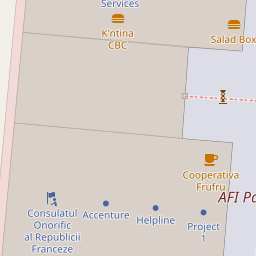 Services
K'ntina
CBC
Salad Box
Cooperativa
Frufru
AFI Pa
Consulatul
Onorific
al Republicii
Franceze
Accenture
Helpline
Project
1